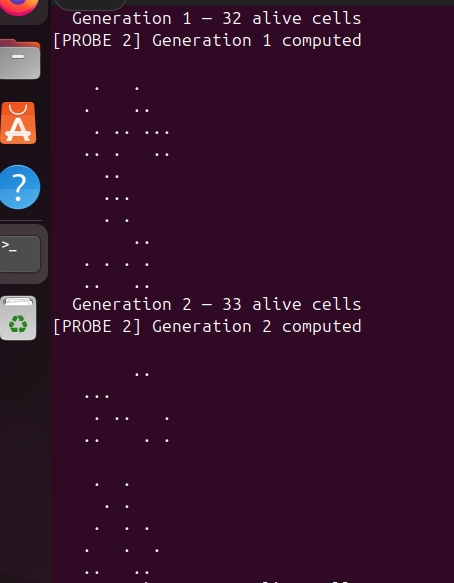 Generation 1 – 32 alive cells
[PROBE 2] Generation 1 computed
    .   .
   .    ..
    . .. ...
   .. .   ..
     ..
     ...
     . .
        ..
   . . . .
   ..   ..
Generation 2 – 33 alive cells
[PROBE 2] Generation 2 computed
        ..
   ...
    . ..   .
   ..    . .
    .  .
     . .
    .  . .
   .   .  .
   ..   ..
>_